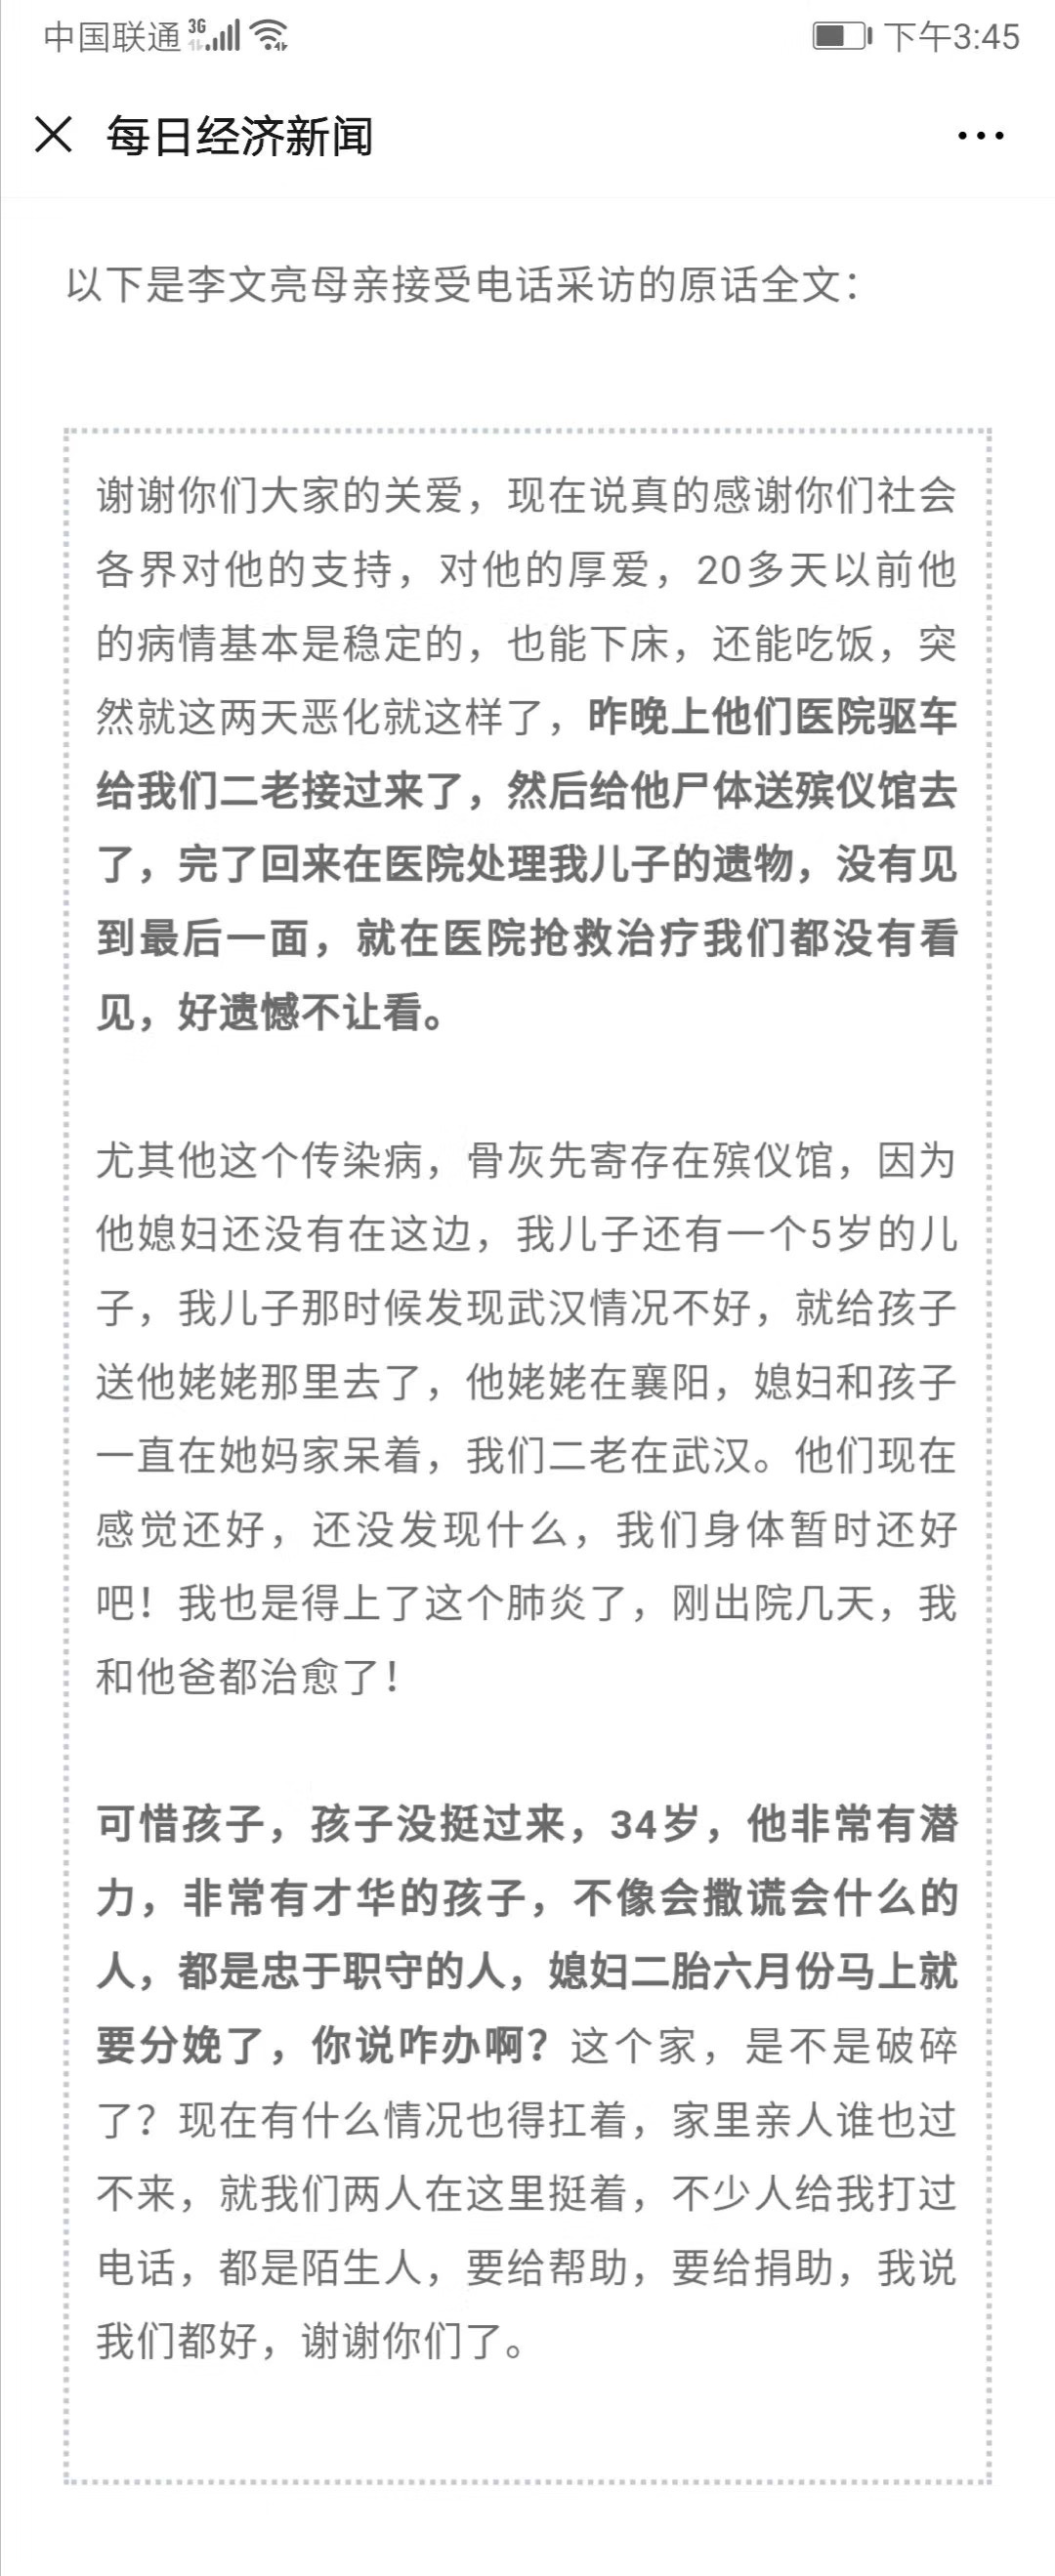 中国联通 3G 下午3:45
每日经济新闻
以下是李文亮母亲接受电话采访的原话全文：
谢谢你们大家的关爱，现在说真的感谢你们社会
各界对他的支持，对他的厚爱，20多天以前他
的病情基本是稳定的，也能下床，还能吃饭，突
然就这两天恶化就这样了，昨晚上他们医院驱车
给我们二老接过来了，然后给他尸体送殡仪馆去
了，完了回来在医院处理我儿子的遗物，没有见
到最后一面，就在医院抢救治疗我们都没有看
见，好遗憾不让看。
尤其他这个传染病，骨灰先寄存在殡仪馆，因为
他媳妇还没有在这边，我儿子还有一个5岁的儿
子，我儿子那时候发现武汉情况不好，就给孩子
送他姥姥那里去了，他姥姥在襄阳，媳妇和孩子
一直在她妈家呆着，我们二老在武汉。他们现在
感觉还好，还没发现什么，我们身体暂时还好
吧！我也是得上了这个肺炎了，刚出院几天，我
和他爸都治愈了！
可惜孩子，孩子没挺过来，34岁，他非常有潜
力，非常有才华的孩子，不像会撒谎会什么的
人，都是忠于职守的人，媳妇二胎六月份马上就
要分娩了，你说咋办啊？这个家，是不是破碎
了？现在有什么情况也得扛着，家里亲人谁也过
不来，就我们两人在这里挺着，不少人给我打过
电话，都是陌生人，要给帮助，要给捐助，我说
我们都好，谢谢你们了。